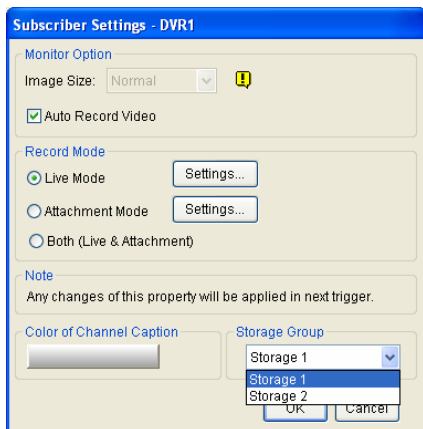 Subscriber Settings - DVR1
Monitor Option
Image Size: Normal
Auto Record Video
Record Mode
Live Mode Settings...
Attachment Mode Settings...
Both (Live & Attachment)
Note
Any changes of this property will be applied in next trigger.
Color of Channel Caption Storage Group
Storage 1
Storage 1
Storage 2
OK Cancel